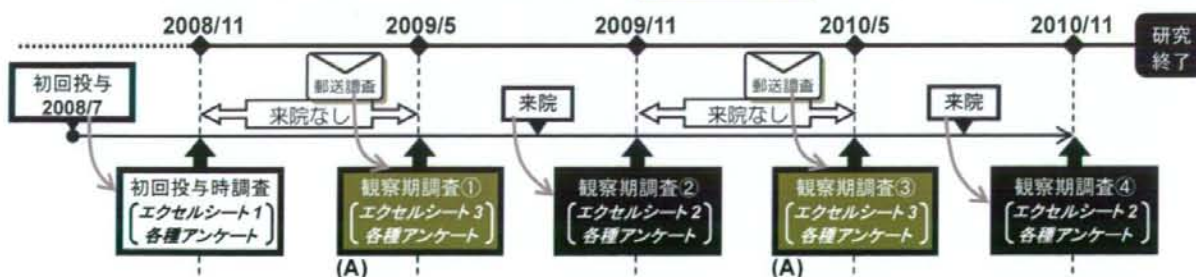 2008/11
2009/5
2009/11
2010/5
2010/11
研究
終了
初回投与
2008/7
郵送調査
来院なし
来院
郵送調査
来院なし
来院
初回投与時調査
エクセルシート1
各種アンケート
観察期調査①
エクセルシート3
各種アンケート
観察期調査②
エクセルシート2
各種アンケート
観察期調査③
エクセルシート3
各種アンケート
観察期調査④
エクセルシート2
各種アンケート
(A)
(A)